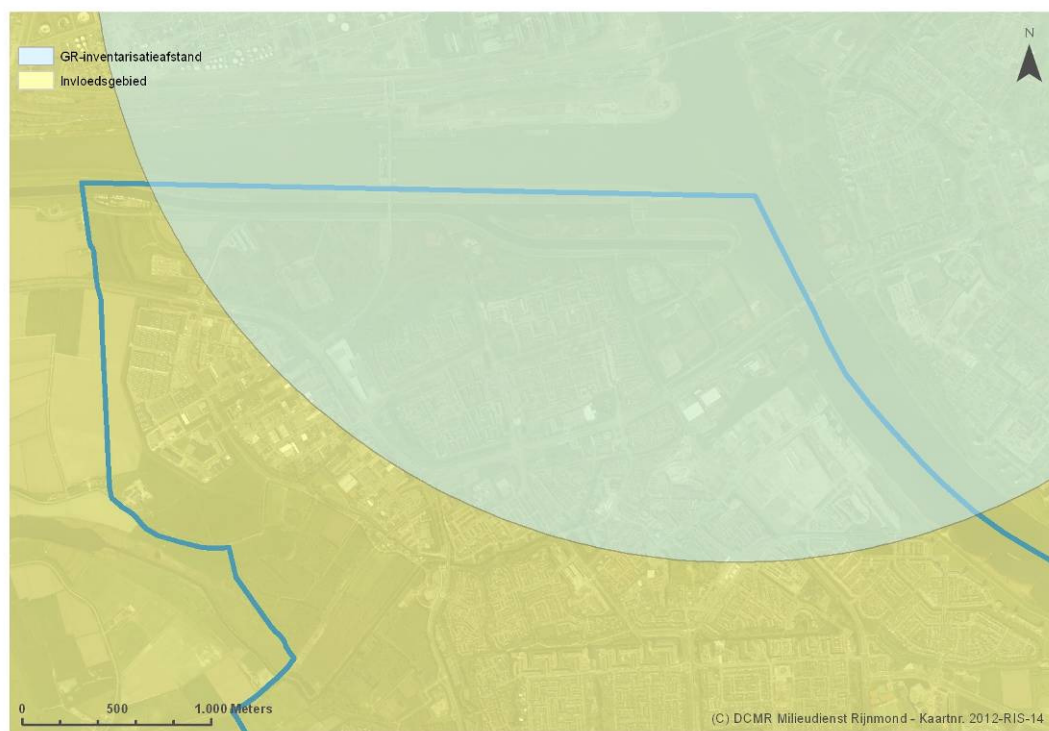 N
GR-inventarisatieafstand
Invloedsgebied
0 500 1.000 Meters
(C) DCMR Milieudienst Rijnmond - Kaartnr. 2012-RIS-14